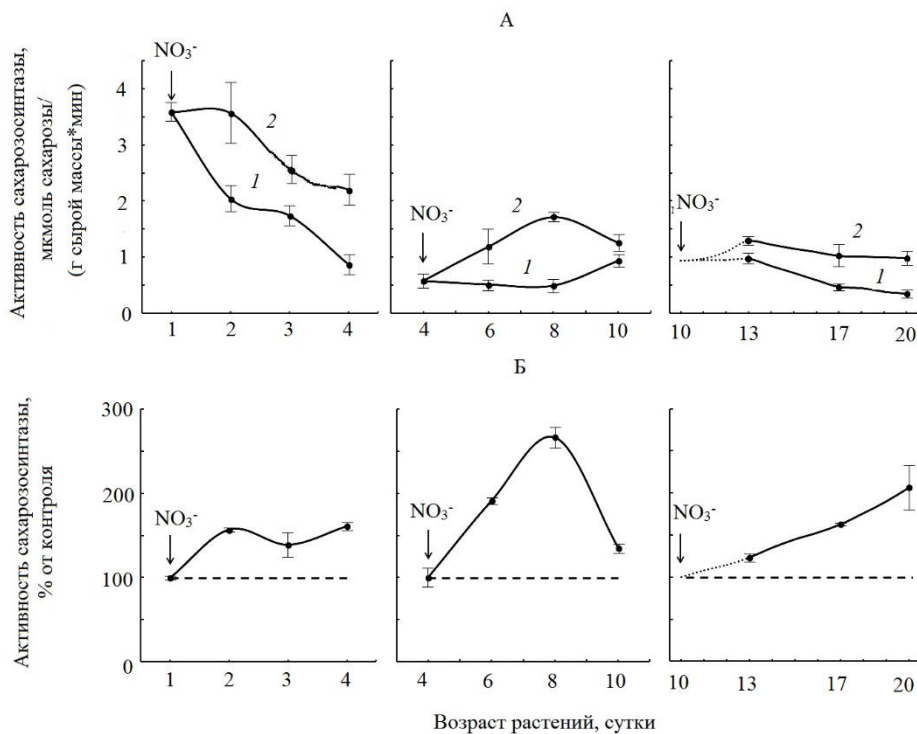 А
Активность сахарозосинтазы,
мкмоль сахарозы/
(г сырой массы*мин)
NO₃⁻
4
3
2
1
0
2
1
1 2 3 4
NO₃⁻
2
1
4 6 8 10
NO₃⁻
2
1
10 13 17 20
Б
Активность сахарозосинтазы,
% от контроля
300
200
100
0
NO₃⁻
1 2 3 4
NO₃⁻
4 6 8 10
NO₃⁻
10 13 17 20
Возраст растений, сутки